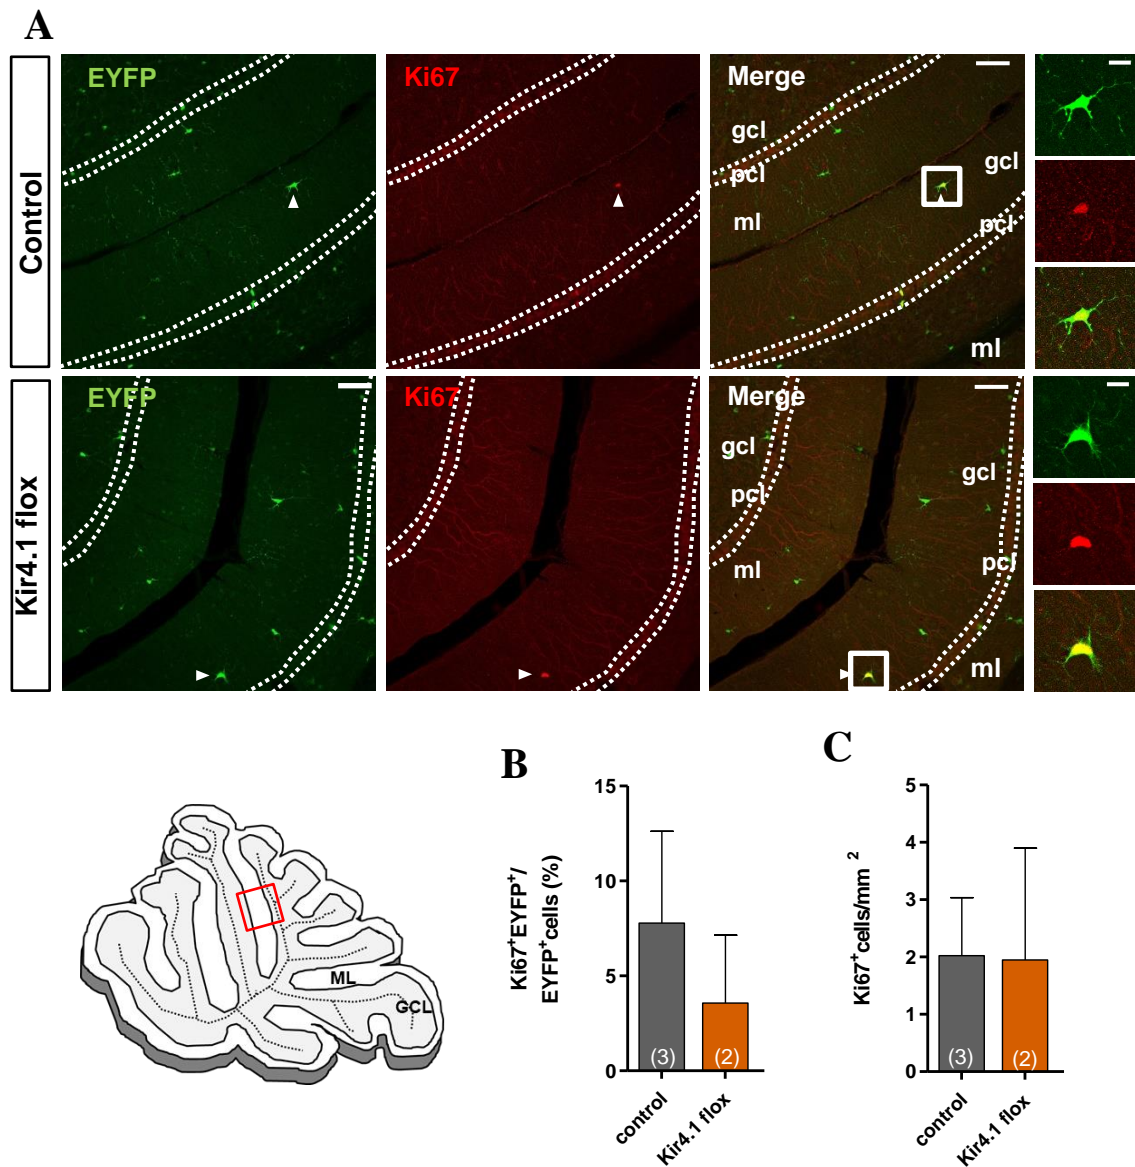 A
Control
EYFP
Ki67
Merge
gcl
pcl
ml
gcl
pcl
ml
Kir4.1 flox
EYFP
Ki67
Merge
gcl
pcl
ml
gcl
pcl
ml
ML
GCL
B
Ki67⁺EYFP⁺/
EYFP⁺cells (%)
15
10
5
0
(3)
(2)
control
Kir4.1 flox
C
Ki67⁺cells/mm ²
5
4
3
2
1
0
(3)
(2)
control
Kir4.1 flox